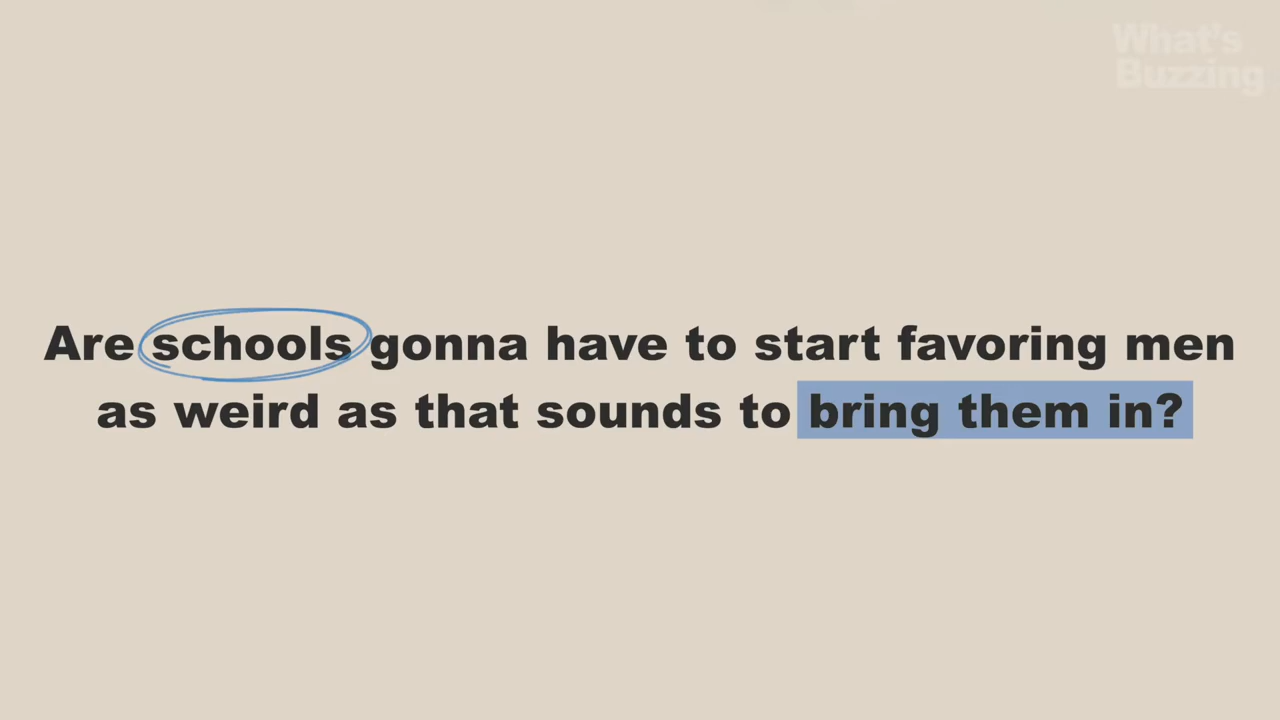 What's
Buzzing
Are schools gonna have to start favoring men
as weird as that sounds to bring them in?